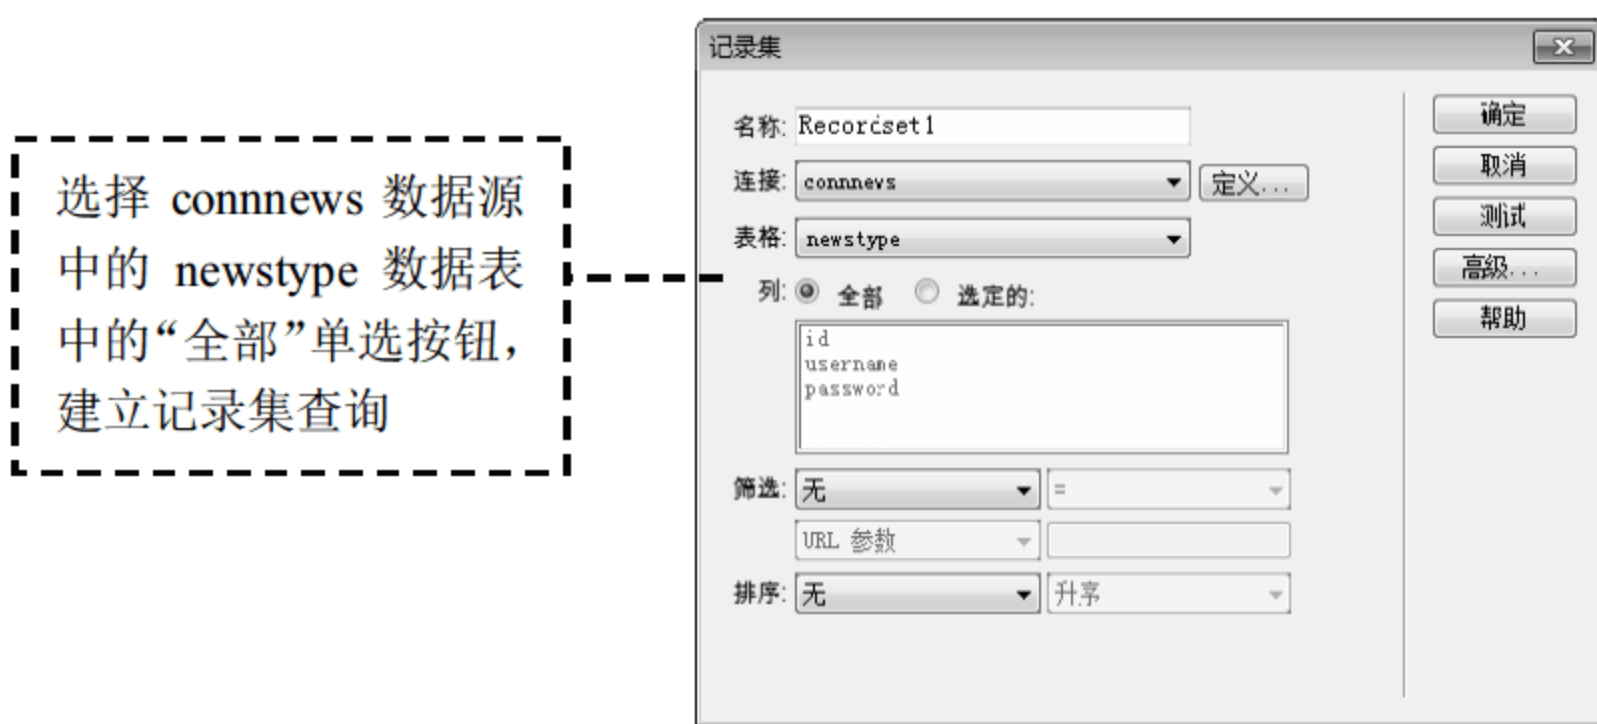 选择 connnews 数据源
中的 newstype 数据表
中的“全部”单选按钮，
建立记录集查询
记录集
名称: Recordset1
连接: connnews 定义...
表格: newstype
列: 全部 选定的:
id
username
password
筛选: 无 =
URL 参数
排序: 无 升序
确定
取消
测试
高级...
帮助